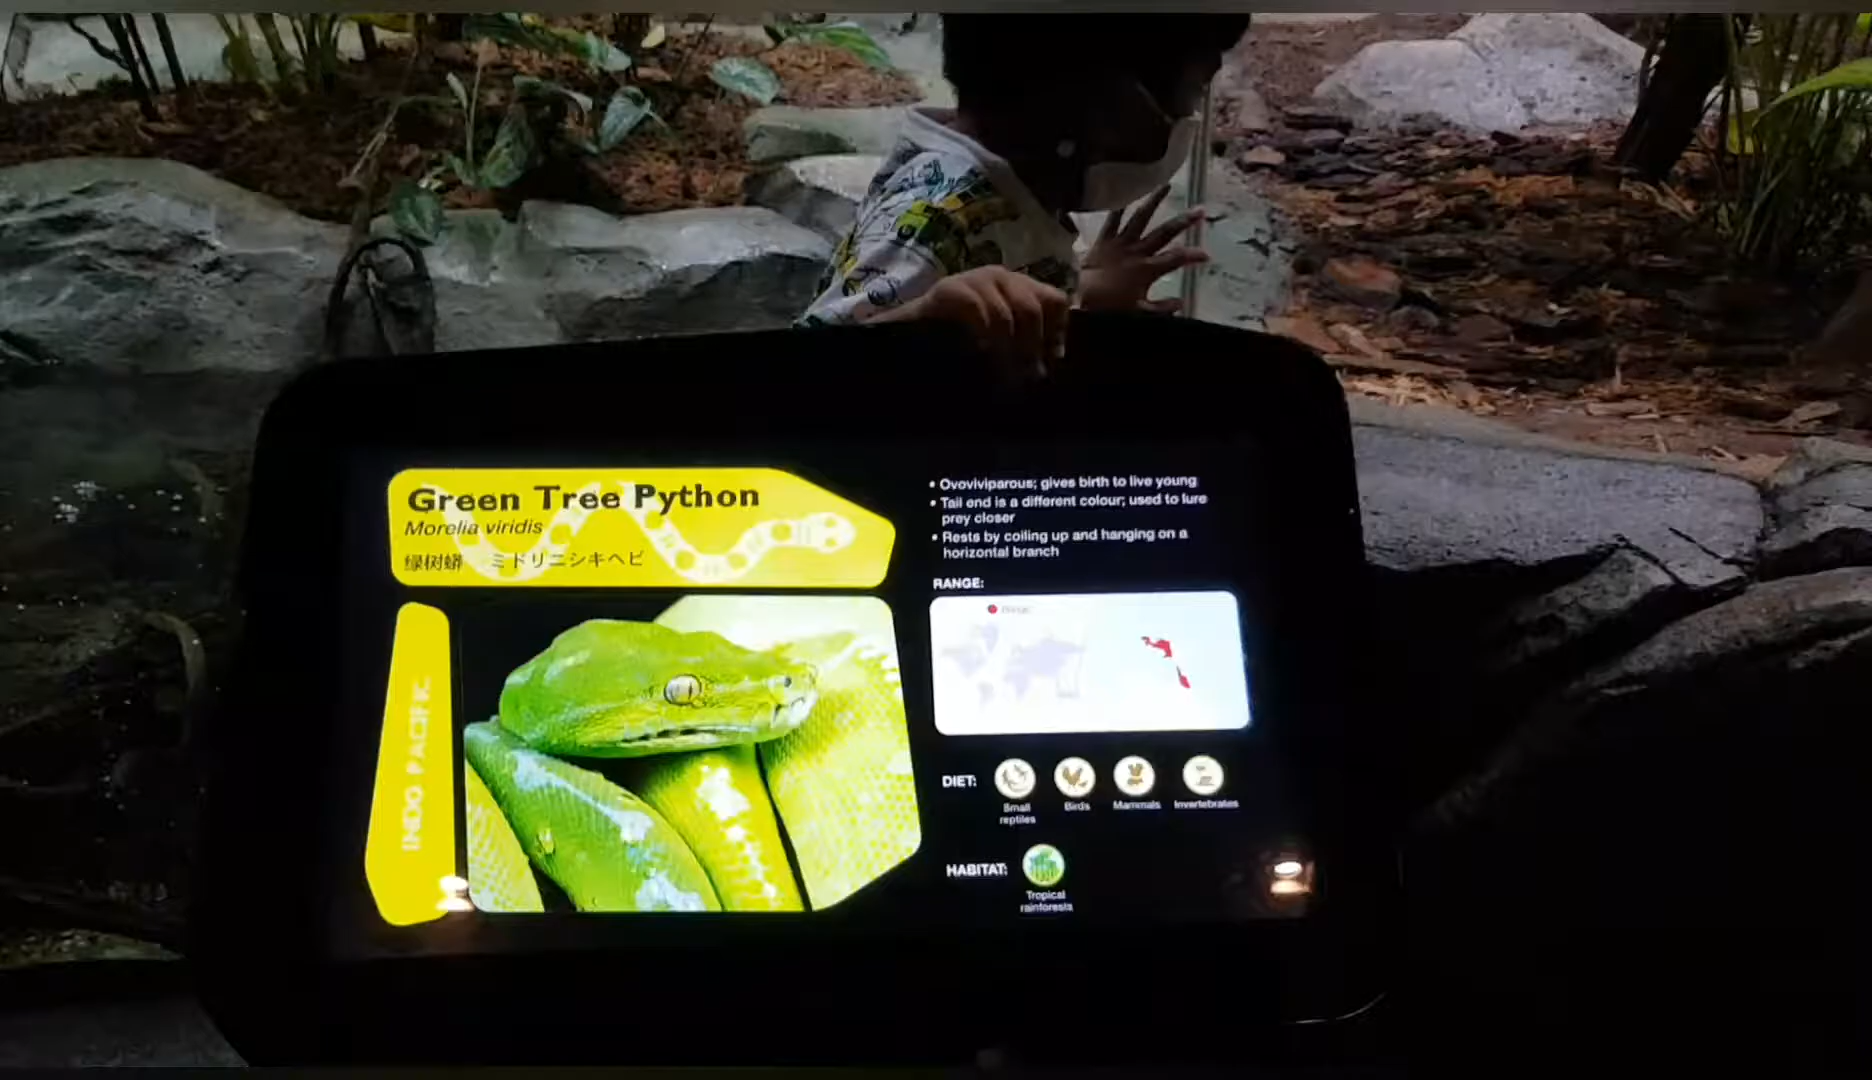 Green Tree Python
Morelia viridis
绿树蟒 ミドリニシキヘビ
INDO PACIFIC
• Ovoviviparous; gives birth to live young
• Tail end is a different colour; used to lure
prey closer
• Rests by coiling up and hanging on a
horizontal branch
RANGE:
DIET:
Small
reptiles
Birds
Mammals
Invertebrates
HABITAT:
Tropical
rainforests